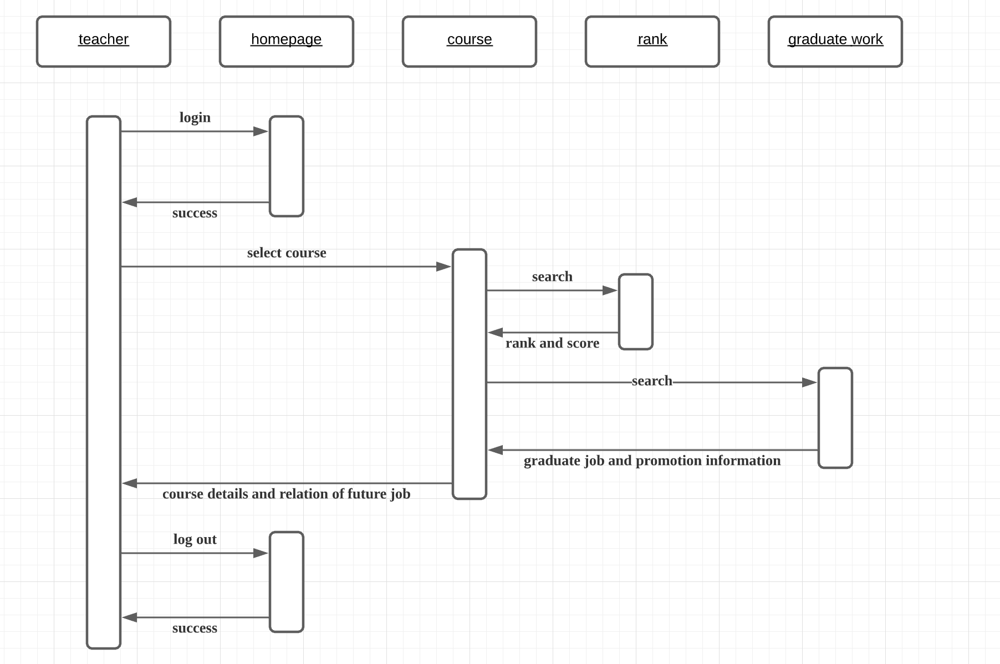 teacher
homepage
course
rank
graduate work
login
success
select course
search
rank and score
search
graduate job and promotion information
course details and relation of future job
log out
success